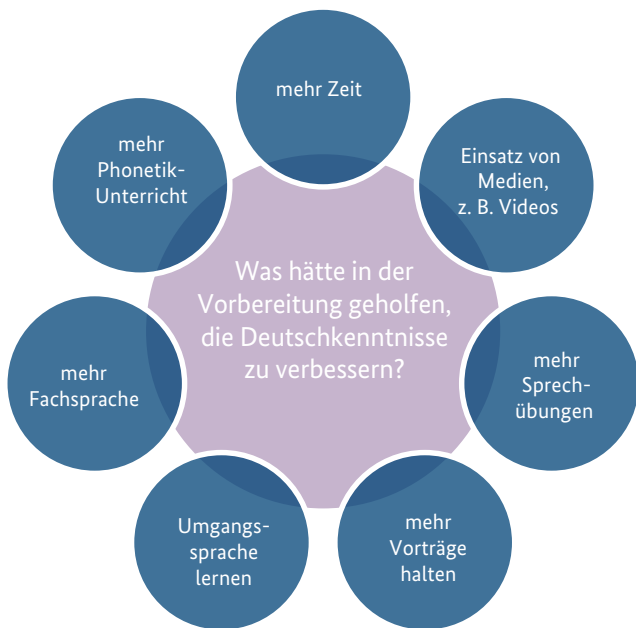 mehr Zeit
Einsatz von
Medien,
z. B. Videos
mehr
Sprech-
übungen
mehr
Vorträge
halten
Umgangs-
sprache
lernen
mehr
Fachsprache
mehr
Phonetik-
Unterricht
Was hätte in der
Vorbereitung geholfen,
die Deutschkenntnisse
zu verbessern?